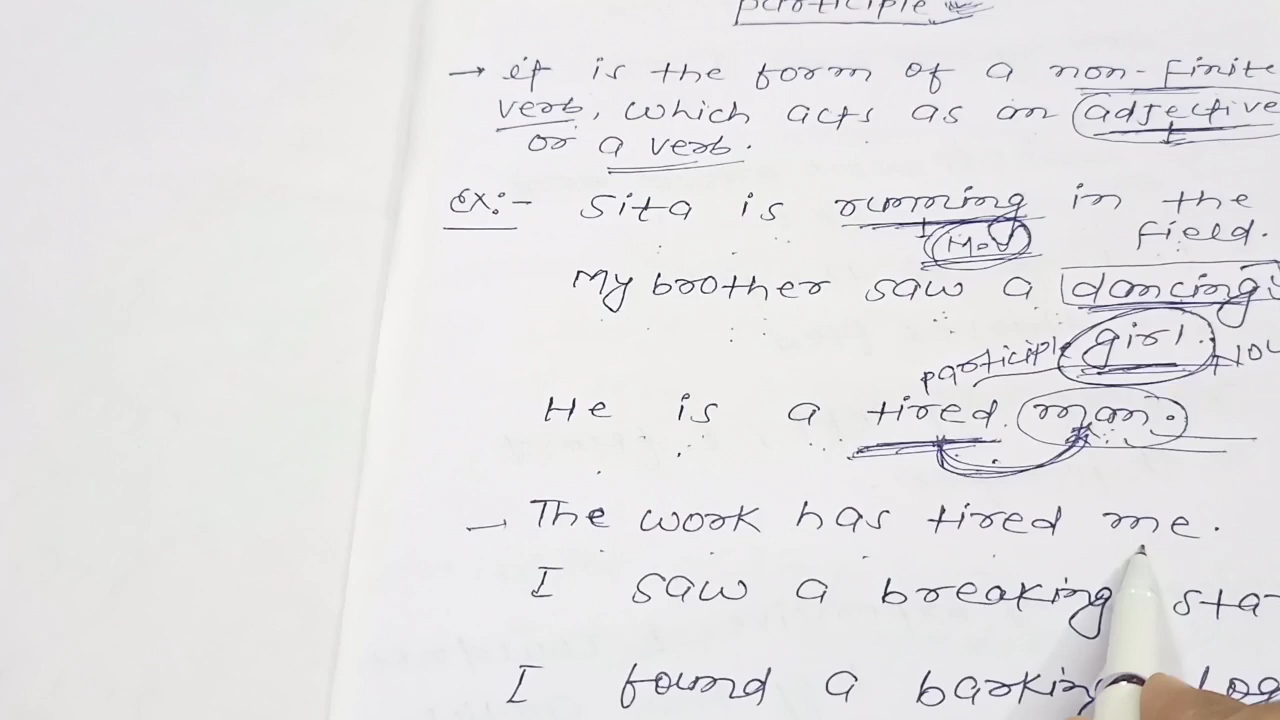 participle
→ it is the form of a non-finite
verb, which acts as an adjective
or a verb.
ex:- Sita is running in the
M.V
field.
My brother saw a dancing
participle girl.
He is a tired man.
— The work has tired me.
I saw a breaking
I found a barking